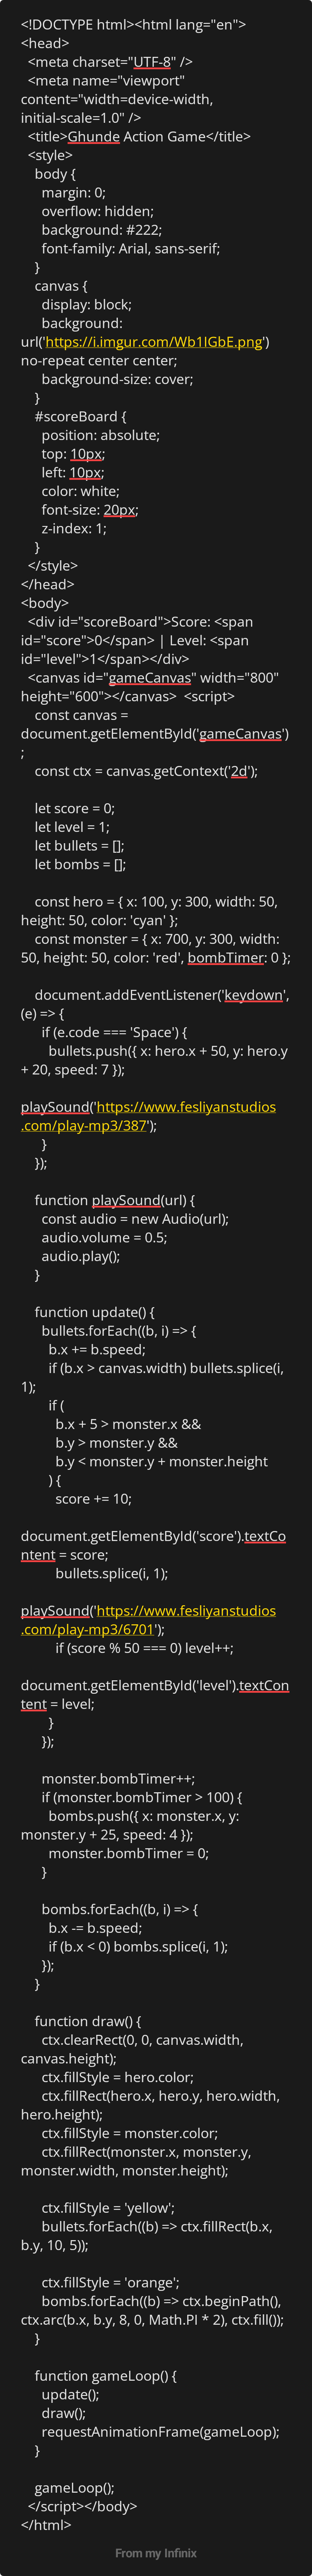 <!DOCTYPE html><html lang="en">
<head>
  <meta charset="UTF-8" />
  <meta name="viewport"
content="width=device-width,
initial-scale=1.0" />
  <title>Ghunde Action Game</title>
  <style>
    body {
      margin: 0;
      overflow: hidden;
      background: #222;
      font-family: Arial, sans-serif;
    }
    canvas {
      display: block;
      background:
url('https://i.imgur.com/Wb1IGbE.png')
no-repeat center center;
      background-size: cover;
    }
    #scoreBoard {
      position: absolute;
      top: 10px;
      left: 10px;
      color: white;
      font-size: 20px;
      z-index: 1;
    }
  </style>
</head>
<body>
  <div id="scoreBoard">Score: <span
id="score">0</span> | Level: <span
id="level">1</span></div>
  <canvas id="gameCanvas" width="800"
height="600"></canvas>  <script>
    const canvas =
document.getElementById('gameCanvas')
;
    const ctx = canvas.getContext('2d');

    let score = 0;
    let level = 1;
    let bullets = [];
    let bombs = [];

    const hero = { x: 100, y: 300, width: 50,
height: 50, color: 'cyan' };
    const monster = { x: 700, y: 300, width:
50, height: 50, color: 'red', bombTimer: 0 };

    document.addEventListener('keydown',
(e) => {
      if (e.code === 'Space') {
        bullets.push({ x: hero.x + 50, y: hero.y
+ 20, speed: 7 });

playSound('https://www.fesliyanstudios
.com/play-mp3/387');
      }
    });

    function playSound(url) {
      const audio = new Audio(url);
      audio.volume = 0.5;
      audio.play();
    }

    function update() {
      bullets.forEach((b, i) => {
        b.x += b.speed;
        if (b.x > canvas.width) bullets.splice(i,
1);
        if (
          b.x + 5 > monster.x &&
          b.y > monster.y &&
          b.y < monster.y + monster.height
        ) {
          score += 10;

document.getElementById('score').textCo
ntent = score;
          bullets.splice(i, 1);

playSound('https://www.fesliyanstudios
.com/play-mp3/6701');
          if (score % 50 === 0) level++;

document.getElementById('level').textCon
tent = level;
        }
      });

      monster.bombTimer++;
      if (monster.bombTimer > 100) {
        bombs.push({ x: monster.x, y:
monster.y + 25, speed: 4 });
        monster.bombTimer = 0;
      }

      bombs.forEach((b, i) => {
        b.x -= b.speed;
        if (b.x < 0) bombs.splice(i, 1);
      });
    }

    function draw() {
      ctx.clearRect(0, 0, canvas.width,
canvas.height);
      ctx.fillStyle = hero.color;
      ctx.fillRect(hero.x, hero.y, hero.width,
hero.height);
      ctx.fillStyle = monster.color;
      ctx.fillRect(monster.x, monster.y,
monster.width, monster.height);

      ctx.fillStyle = 'yellow';
      bullets.forEach((b) => ctx.fillRect(b.x,
b.y, 10, 5));

      ctx.fillStyle = 'orange';
      bombs.forEach((b) => ctx.beginPath(),
ctx.arc(b.x, b.y, 8, 0, Math.PI * 2), ctx.fill());
    }

    function gameLoop() {
      update();
      draw();
      requestAnimationFrame(gameLoop);
    }

    gameLoop();
  </script></body>
</html>
From my Infinix